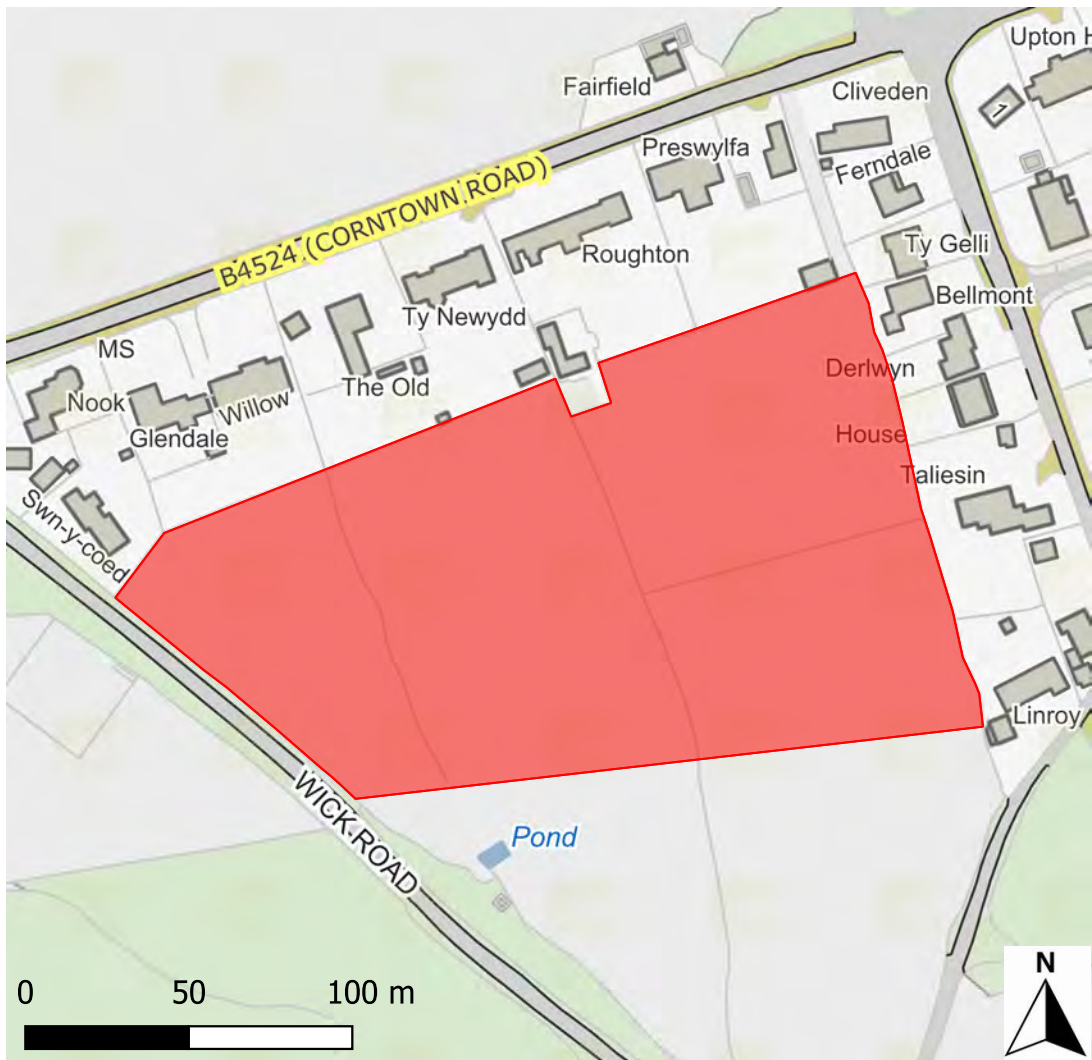 Upton H
Fairfield
Cliveden
1
Preswylfa
Ferndale
B4524 (CORNTOWN ROAD)
Roughton
Ty Gelli
Bellmont
Ty Newydd
MS
The Old
Derlwyn
Nook
Willow
Glendale
House
Taliesin
Swn-y-coed
Linroy
WICK ROAD
Pond
0 50 100 m
N